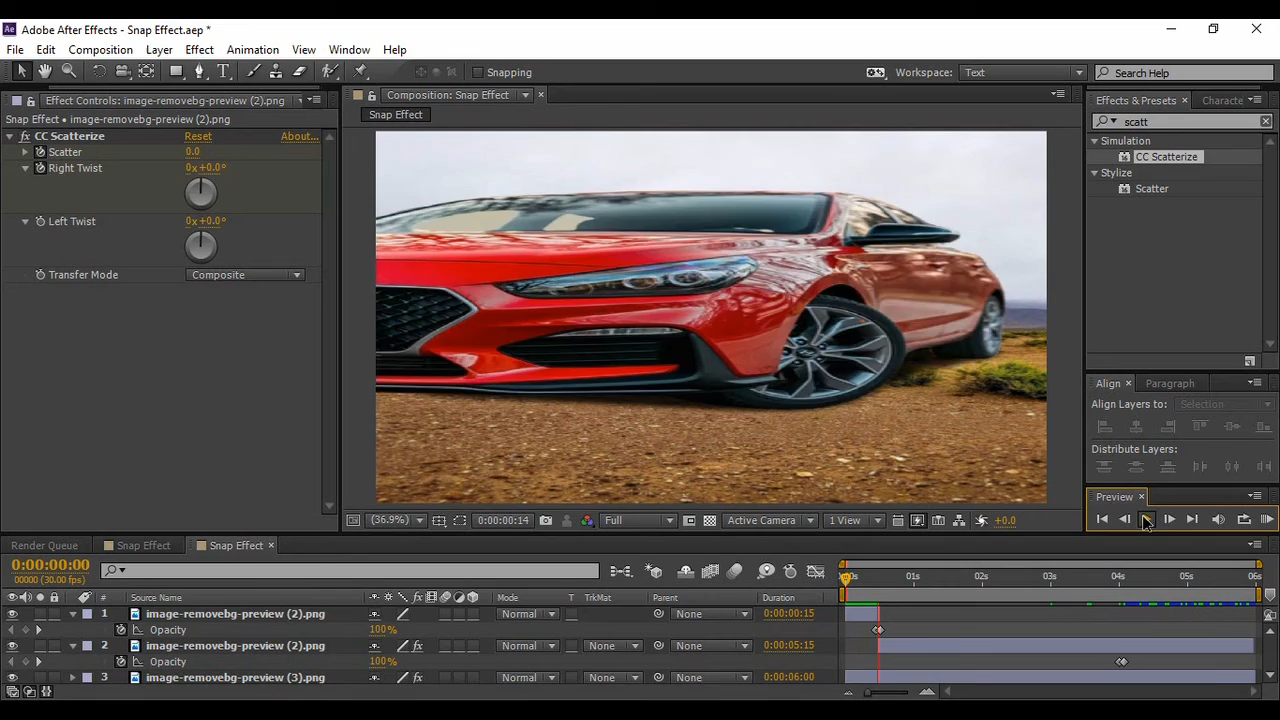 Ae Adobe After Effects - Snap Effect.aep *
File Edit Composition Layer Effect Animation View Window Help
Snapping Workspace: Text Search Help
Effect Controls: image-removebg-preview (2).png
Composition: Snap Effect
Effects & Presets Characte
Snap Effect • image-removebg-preview (2).png
Snap Effect
scatt
fx CC Scatterize Reset About...
Scatter 0.0
Right Twist 0x+0.0°
Left Twist 0x+0.0°
Transfer Mode Composite
Simulation
CC Scatterize
Stylize
Scatter
Align Paragraph
Align Layers to: Selection
Distribute Layers:
Preview
(36.9%) 0:00:00:14 Full Active Camera 1 View +0.0
Render Queue Snap Effect Snap Effect
0:00:00:00
00000 (30.00 fps)
01s 02s 03s 04s 05s 06s
# Source Name fx Mode T TrkMat Parent Duration
1 image-removebg-preview (2).png Normal None 0:00:00:15
Opacity 100%
2 image-removebg-preview (2).png fx Normal None None 0:00:05:15
Opacity 100%
3 image-removebg-preview (3).png fx Normal None None 0:00:06:00